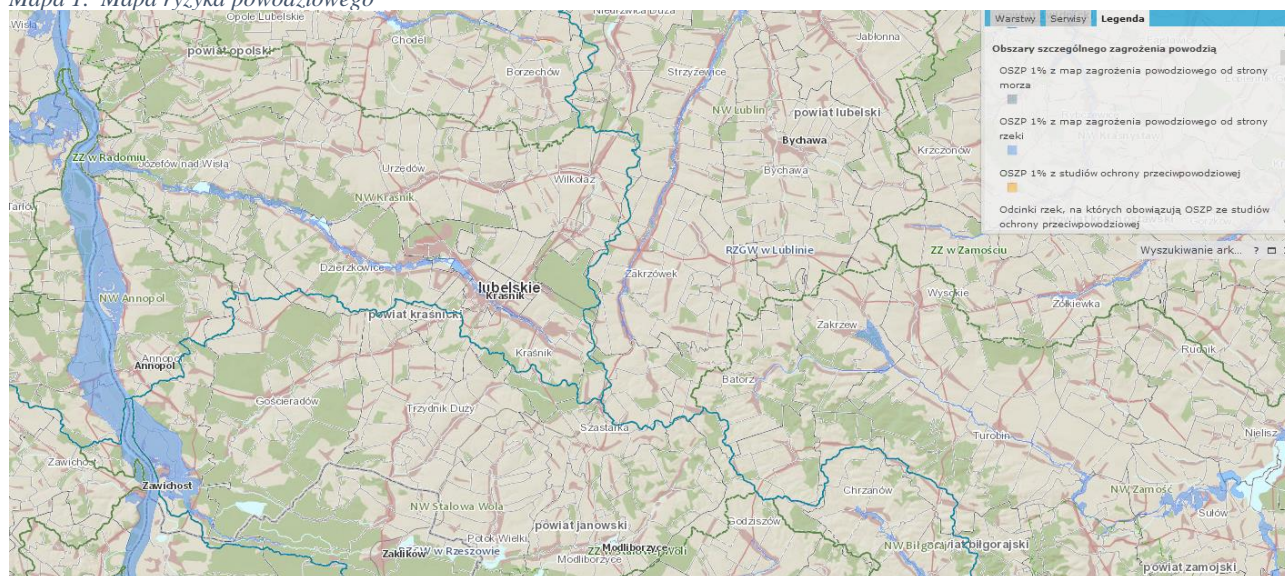 Mapa 1. Mapa ryzyka powodziowego
Warstwy Serwisy Legenda
Obszary szczególnego zagrożenia powodzią
OSZP 1% z map zagrożenia powodziowego od strony
morza
OSZP 1% z map zagrożenia powodziowego od strony
rzeki
OSZP 1% z studiów ochrony przeciwpowodziowej
Odcinki rzek, na których obowiązują OSZP ze studiów
ochrony przeciwpowodziowej
Wyszukiwanie ark... ?
Wisłą
Opole Lubelskie
Niedrzwica Duża
Chodel
Jabłonna
powiat opolski
Borzechów
Strzyżewice
NW Lublin
powiat lubelski
Bychawa
Krzczonów
ZZ w Radomiu
Józefów nad Wisłą
Urzędów
Wilkołaz
Bychawa
NW Kraśnik
Tarłów
RZGW w Lublinie
ZZ w Zamościu
Dzierzkowice
Zakrzówek
lubelskie
Kraśnik
Wysokie
Żółkiewka
NW Annopol
powiat kraśnicki
Zakrzew
Kraśnik
Rudnik
Annopol
Annopol
Batorz
Gościeradów
Trzydnik Duży
Szastarka
Turobin
Nielisz
Zawichost
Zawichost
Chrzanów
NW Zamość
Sułów
NW Stalowa Wola
powiat janowski
Godziszów
Potok Wielki
Zaklików
RZGW w Rzeszowie
Modliborzyce
Modliborzyce
NW Biłgoraj
powiat biłgorajski
powiat zamojski